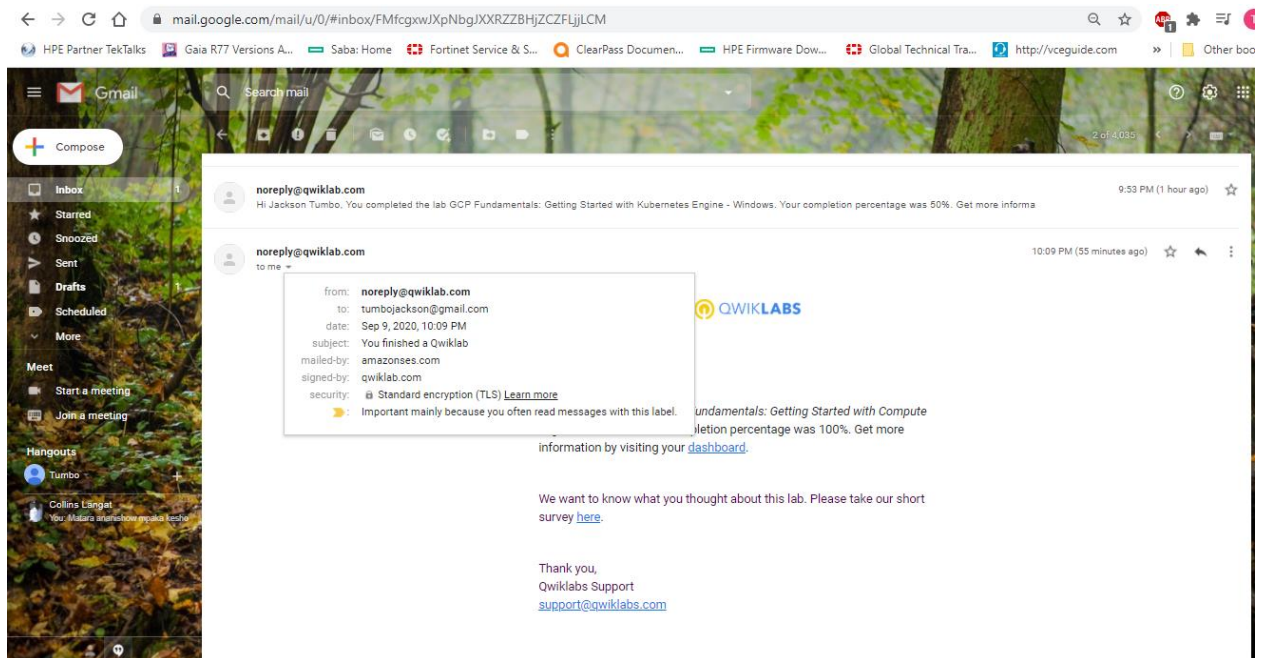 mail.google.com/mail/u/0/#inbox/FMfcgxwJXpNbgJXXRZZBHjZCZFLjjLCM
HPE Partner TekTalks Gaia R77 Versions A... Saba: Home Fortinet Service & S... ClearPass Documen... HPE Firmware Dow... Global Technical Tra... http://vceguide.com » Other boo
Gmail Search mail
Compose 2 of 4,035
Inbox 1
Starred
Snoozed
Sent
Drafts 1
Scheduled
More
Meet
Start a meeting
Join a meeting
Hangouts
Tumbo
Collins Langat
You: Matara ananishow mpaka kesho
noreply@qwiklab.com 9:53 PM (1 hour ago)
Hi Jackson Tumbo, You completed the lab GCP Fundamentals: Getting Started with Kubernetes Engine - Windows. Your completion percentage was 50%. Get more informa
noreply@qwiklab.com 10:09 PM (55 minutes ago)
to me
from: noreply@qwiklab.com
to: tumbojackson@gmail.com
date: Sep 9, 2020, 10:09 PM
subject: You finished a Qwiklab
mailed-by: amazonses.com
signed-by: qwiklab.com
security: Standard encryption (TLS) Learn more
: Important mainly because you often read messages with this label.
QWIKLABS
undamentals: Getting Started with Compute
pletion percentage was 100%. Get more
information by visiting your dashboard.
We want to know what you thought about this lab. Please take our short
survey here.
Thank you,
Qwiklabs Support
support@qwiklabs.com